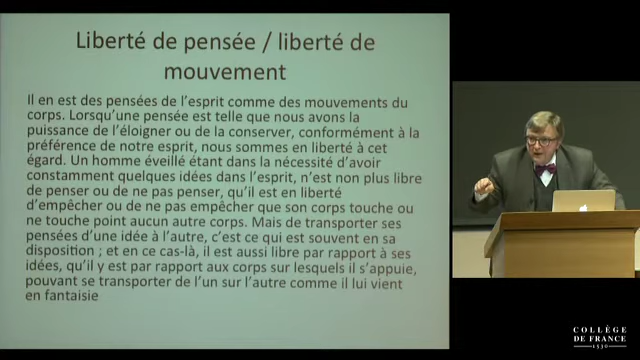 Liberté de pensée / liberté de
mouvement
Il en est des pensées de l'esprit comme des mouvements du
corps. Lorsqu'une pensée est telle que nous avons la
puissance de l'éloigner ou de la conserver, conformément à la
préférence de notre esprit, nous sommes en liberté à cet
égard. Un homme éveillé étant dans la nécessité d'avoir
constamment quelques idées dans l'esprit, n'est non plus libre
de penser ou de ne pas penser, qu'il est en liberté
d'empêcher ou de ne pas empêcher que son corps touche ou
ne touche point aucun autre corps. Mais de transporter ses
pensées d'une idée à l'autre, c'est ce qui est souvent en sa
disposition ; et en ce cas-là, il est aussi libre par rapport à ses
idées, qu'il y est par rapport aux corps sur lesquels il s'appuie,
pouvant se transporter de l'un sur l'autre comme il lui vient
en fantaisie
COLLÈGE
DE FRANCE
1530